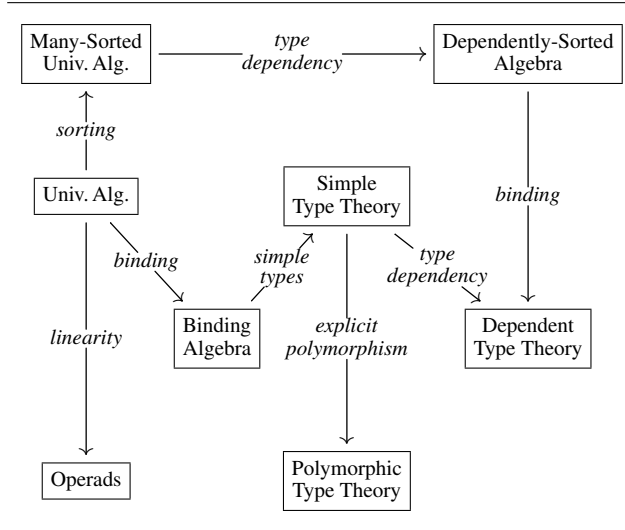 Many-Sorted
Univ. Alg.
type
dependency
Dependently-Sorted
Algebra
sorting
Univ. Alg.
Simple
Type Theory
binding
binding
simple
types
type
dependency
linearity
Binding
Algebra
explicit
polymorphism
Dependent
Type Theory
Operads
Polymorphic
Type Theory